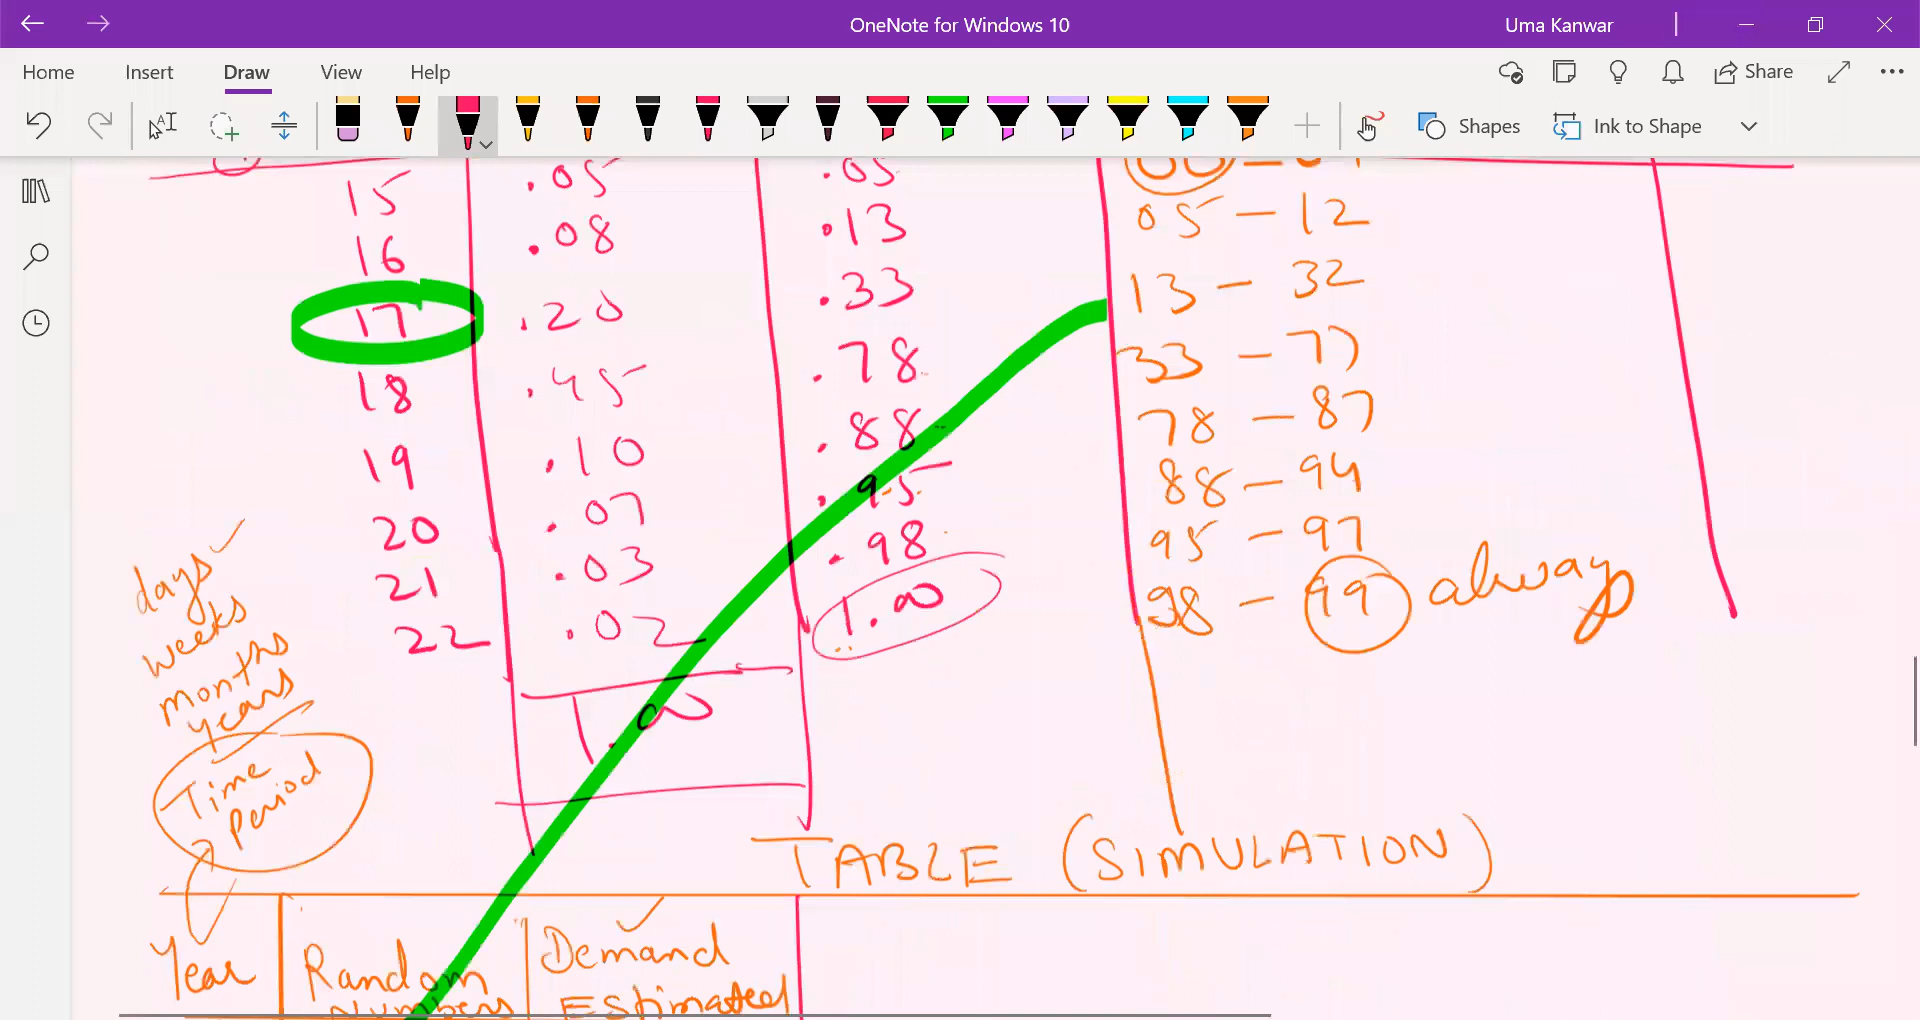 OneNote for Windows 10
Uma Kanwar
Home Insert Draw View Help
Share
Shapes
Ink to Shape
15 .05 .05 00 –
16 .08 .13 05 – 12
17 .20 .33 13 – 32
18 .45 .78 33 – 77
19 .10 .88 78 – 87
20 .07 .95 88 – 94
21 .03 .98 95 – 97
22 .02 1.00 98 – 99 always
1.00
days
weeks
months
years
Time
Period
TABLE (SIMULATION)
Year Random Demand
Numbers Estimated